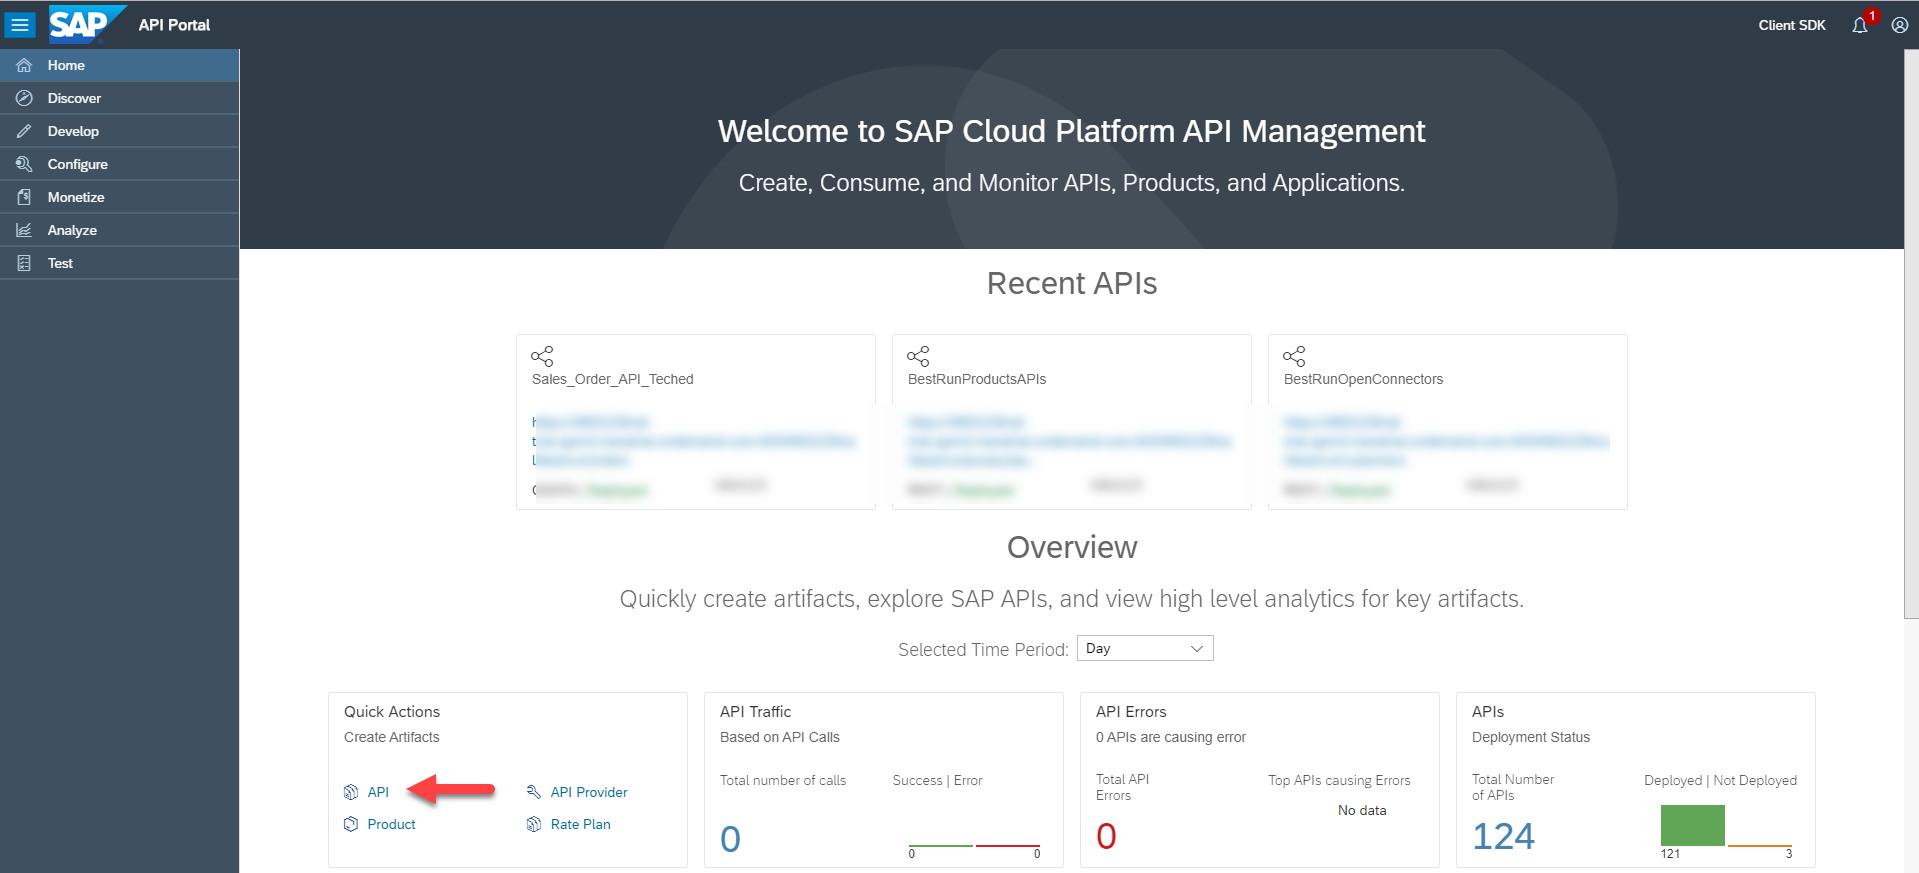 SAP
API Portal
Client SDK
1
Home
Discover
Develop
Configure
Monetize
Analyze
Test
Welcome to SAP Cloud Platform API Management
Create, Consume, and Monitor APIs, Products, and Applications.
Recent APIs
Sales_Order_API_Teched
BestRunProductsAPIs
BestRunOpenConnectors
Overview
Quickly create artifacts, explore SAP APIs, and view high level analytics for key artifacts.
Selected Time Period:
Day
Quick Actions
Create Artifacts
API
API Provider
Product
Rate Plan
API Traffic
Based on API Calls
Total number of calls
Success | Error
0
0
0
API Errors
0 APIs are causing error
Total API
Errors
Top APIs causing Errors
No data
0
APIs
Deployment Status
Total Number
of APIs
Deployed | Not Deployed
124
121
3